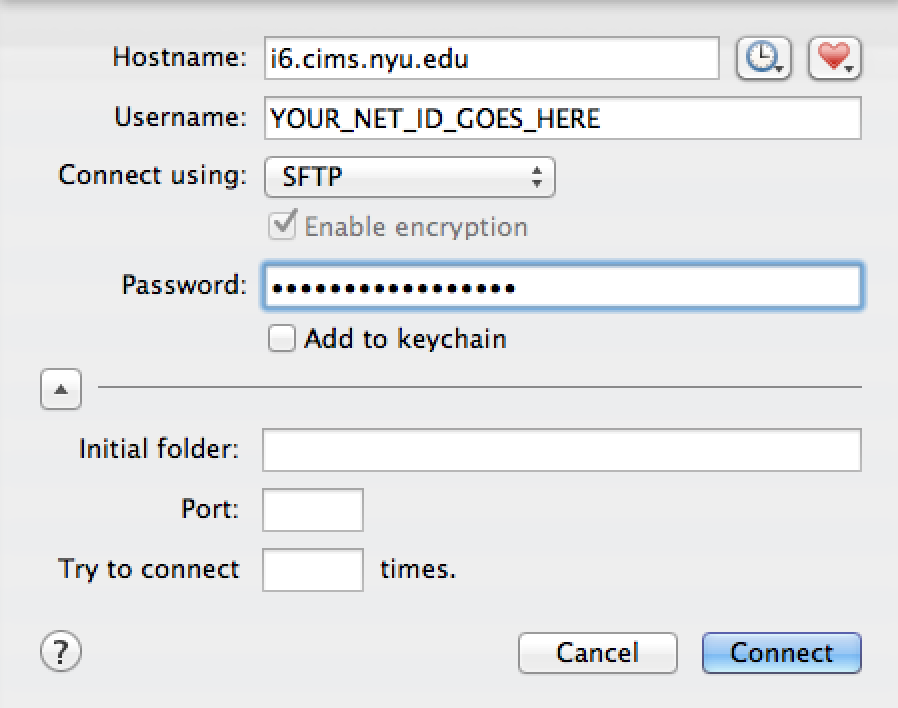 Hostname: i6.cims.nyu.edu
Username: YOUR_NET_ID_GOES_HERE
Connect using: SFTP
Enable encryption
Password: •••••••••••••••••
Add to keychain
Initial folder:
Port:
Try to connect times.
? Cancel Connect